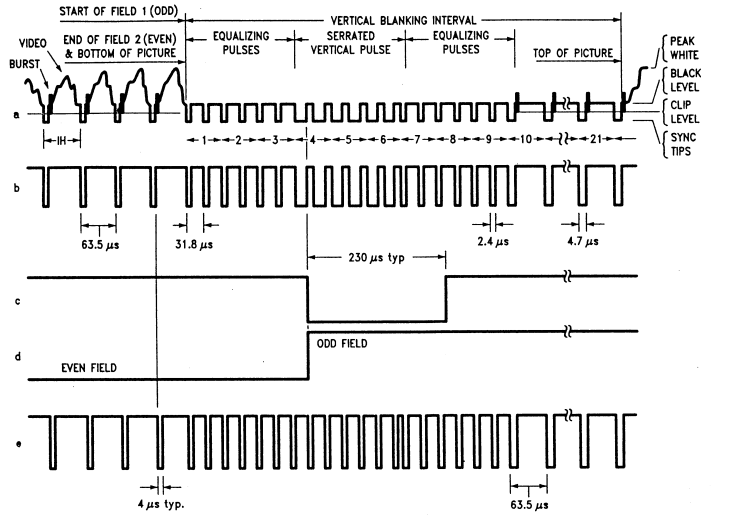 START OF FIELD 1 (ODD)
VERTICAL BLANKING INTERVAL
END OF FIELD 2 (EVEN)
& BOTTOM OF PICTURE
EQUALIZING
PULSES
SERRATED
VERTICAL PULSE
EQUALIZING
PULSES
TOP OF PICTURE
PEAK
WHITE
VIDEO
BURST
BLACK
LEVEL
CLIP
LEVEL
SYNC
TIPS
a
IH
1 2 3 4 5 6 7 8 9 10 21
b
63.5 µs
31.8 µs
2.4 µs
4.7 µs
230 µs typ
c
d
ODD FIELD
EVEN FIELD
e
4 µs typ.
63.5 µs